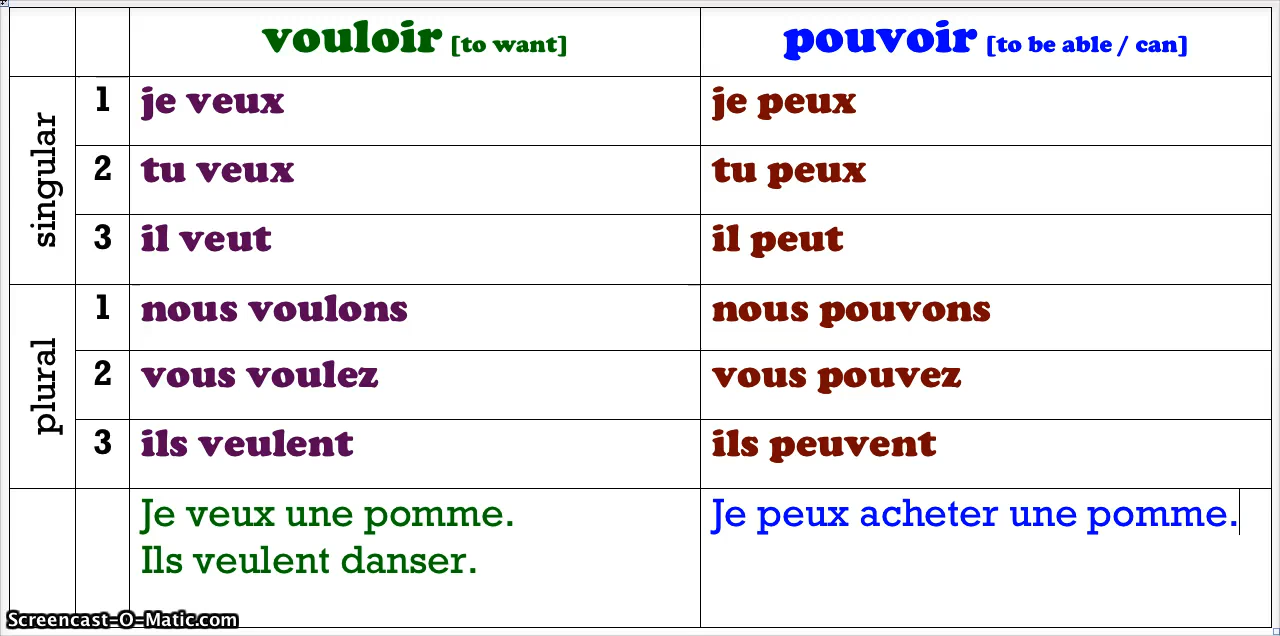 vouloir [to want] pouvoir [to be able / can]
singular
1 je veux je peux
2 tu veux tu peux
3 il veut il peut
plural
1 nous voulons nous pouvons
2 vous voulez vous pouvez
3 ils veulent ils peuvent
Je veux une pomme. Je peux acheter une pomme.
Ils veulent danser.
Screencast-O-Matic.com